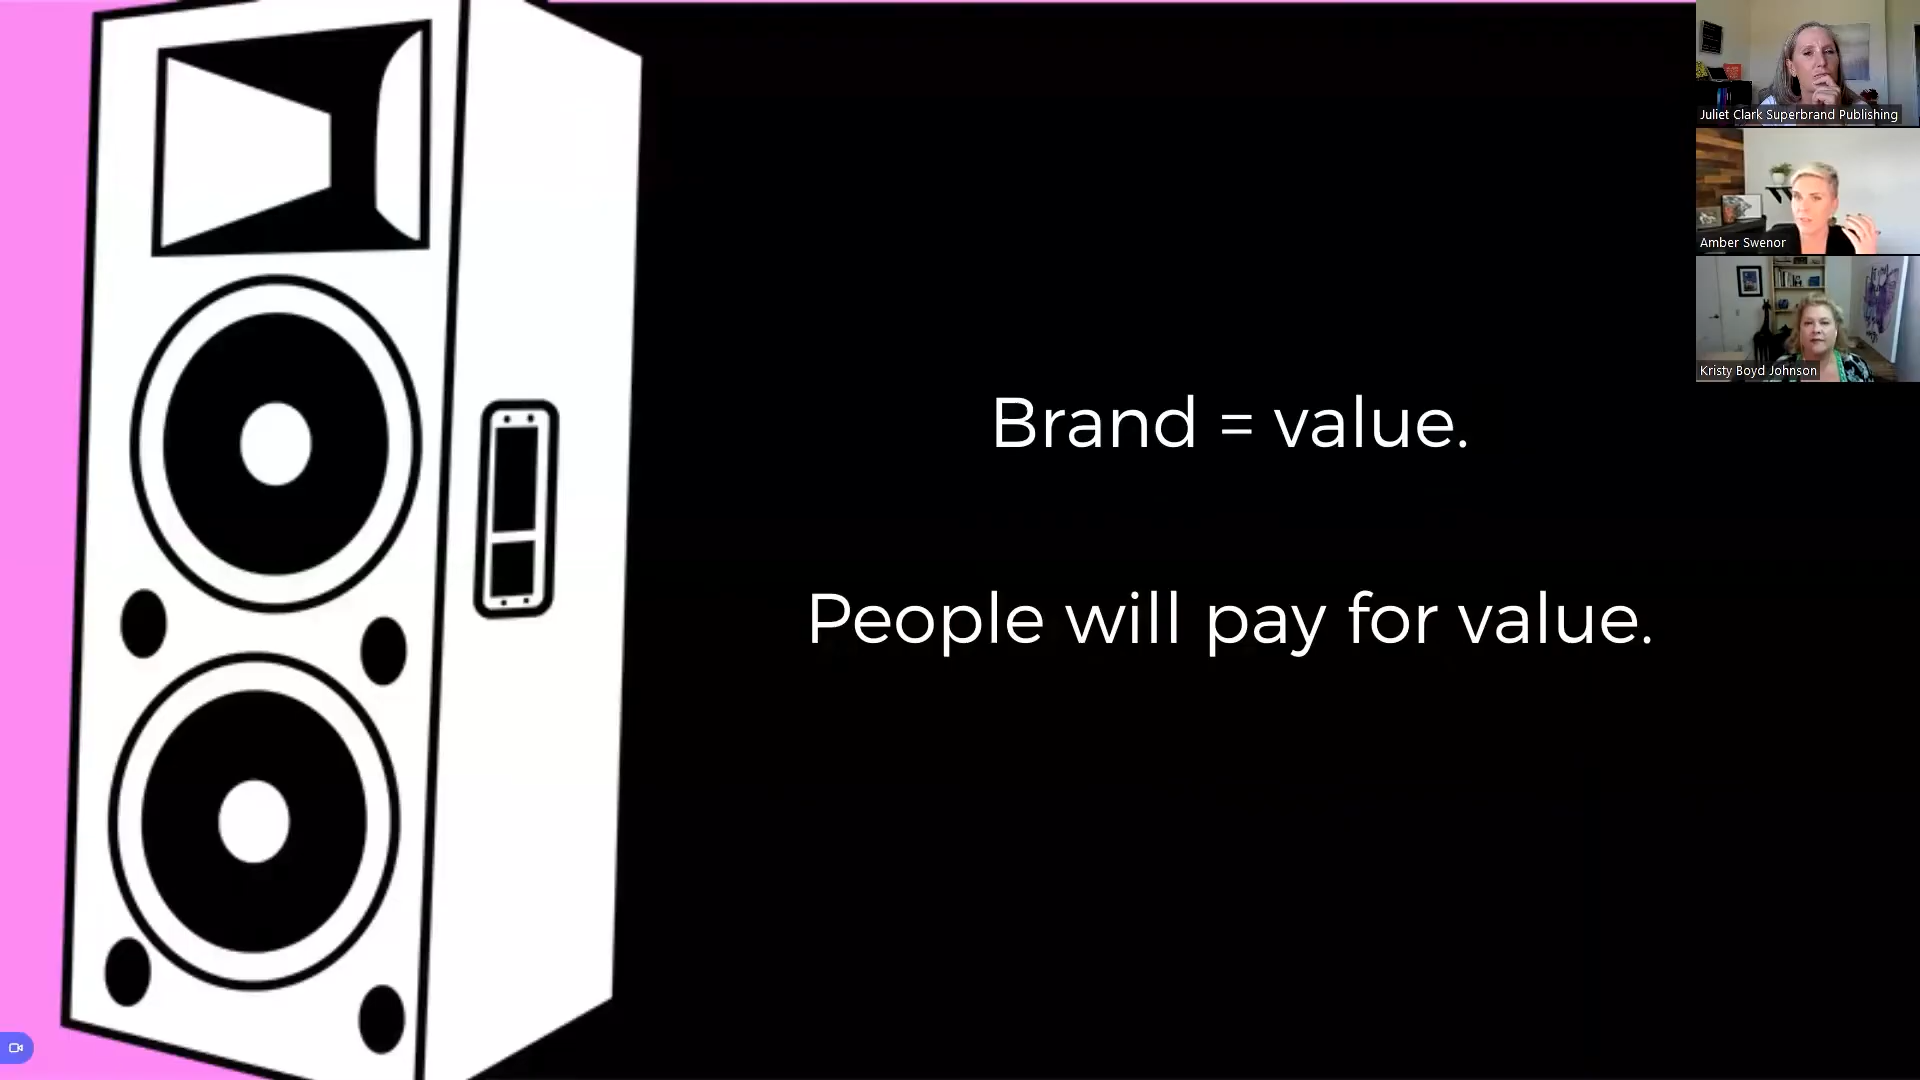 Brand = value.
People will pay for value.
Juliet Clark Superbrand Publishing
Amber Swenor
Kristy Boyd Johnson